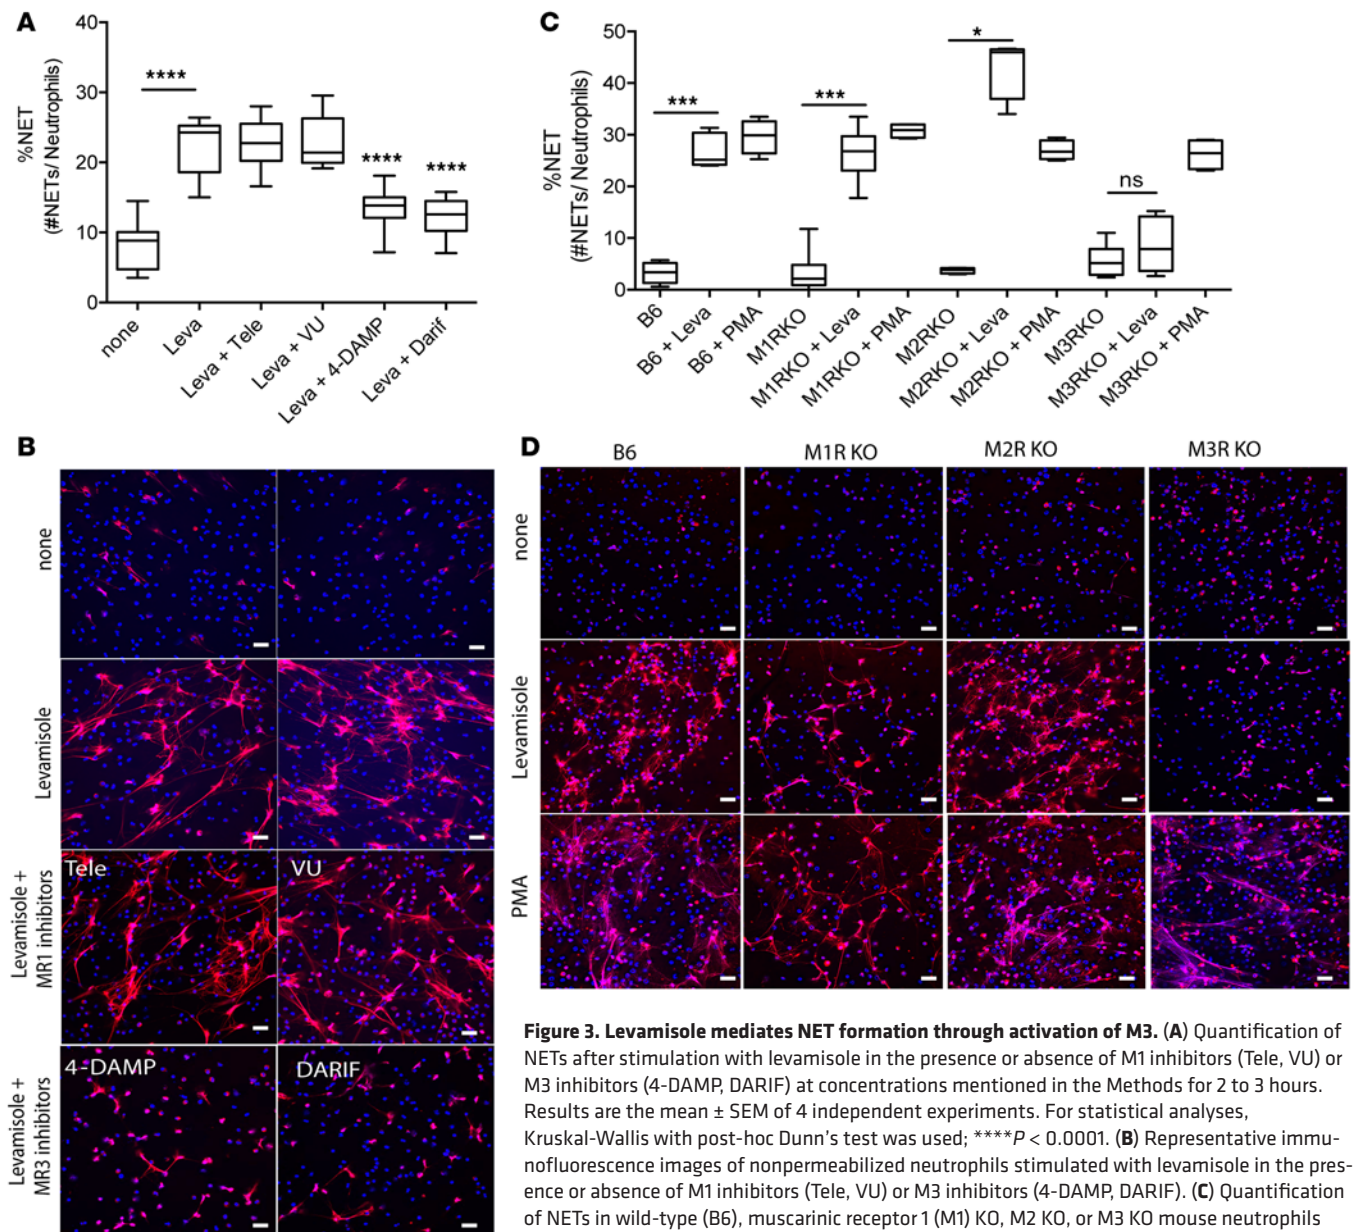 A
40
30
20
10
0
%NET
(#NETs/ Neutrophils)
****
****
****
none
Leva
Leva + Tele
Leva + VU
Leva + 4-DAMP
Leva + Darif
C
50
40
30
20
10
0
%NET
(#NETs/ Neutrophils)
***
***
*
ns
B6
B6 + Leva
B6 + PMA
M1RKO
M1RKO + Leva
M1RKO + PMA
M2RKO
M2RKO + Leva
M2RKO + PMA
M3RKO
M3RKO + Leva
M3RKO + PMA
B
none
Levamisole
Levamisole +
MR1 inhibitors
Tele
VU
Levamisole +
MR3 inhibitors
4-DAMP
DARIF
D
B6
M1R KO
M2R KO
M3R KO
none
Levamisole
PMA
Figure 3. Levamisole mediates NET formation through activation of M3. (A) Quantification of
NETs after stimulation with levamisole in the presence or absence of M1 inhibitors (Tele, VU) or
M3 inhibitors (4-DAMP, DARIF) at concentrations mentioned in the Methods for 2 to 3 hours.
Results are the mean ± SEM of 4 independent experiments. For statistical analyses,
Kruskal-Wallis with post-hoc Dunn's test was used; ****P < 0.0001. (B) Representative immu-
nofluorescence images of nonpermeabilized neutrophils stimulated with levamisole in the pres-
ence or absence of M1 inhibitors (Tele, VU) or M3 inhibitors (4-DAMP, DARIF). (C) Quantification
of NETs in wild-type (B6), muscarinic receptor 1 (M1) KO, M2 KO, or M3 KO mouse neutrophils